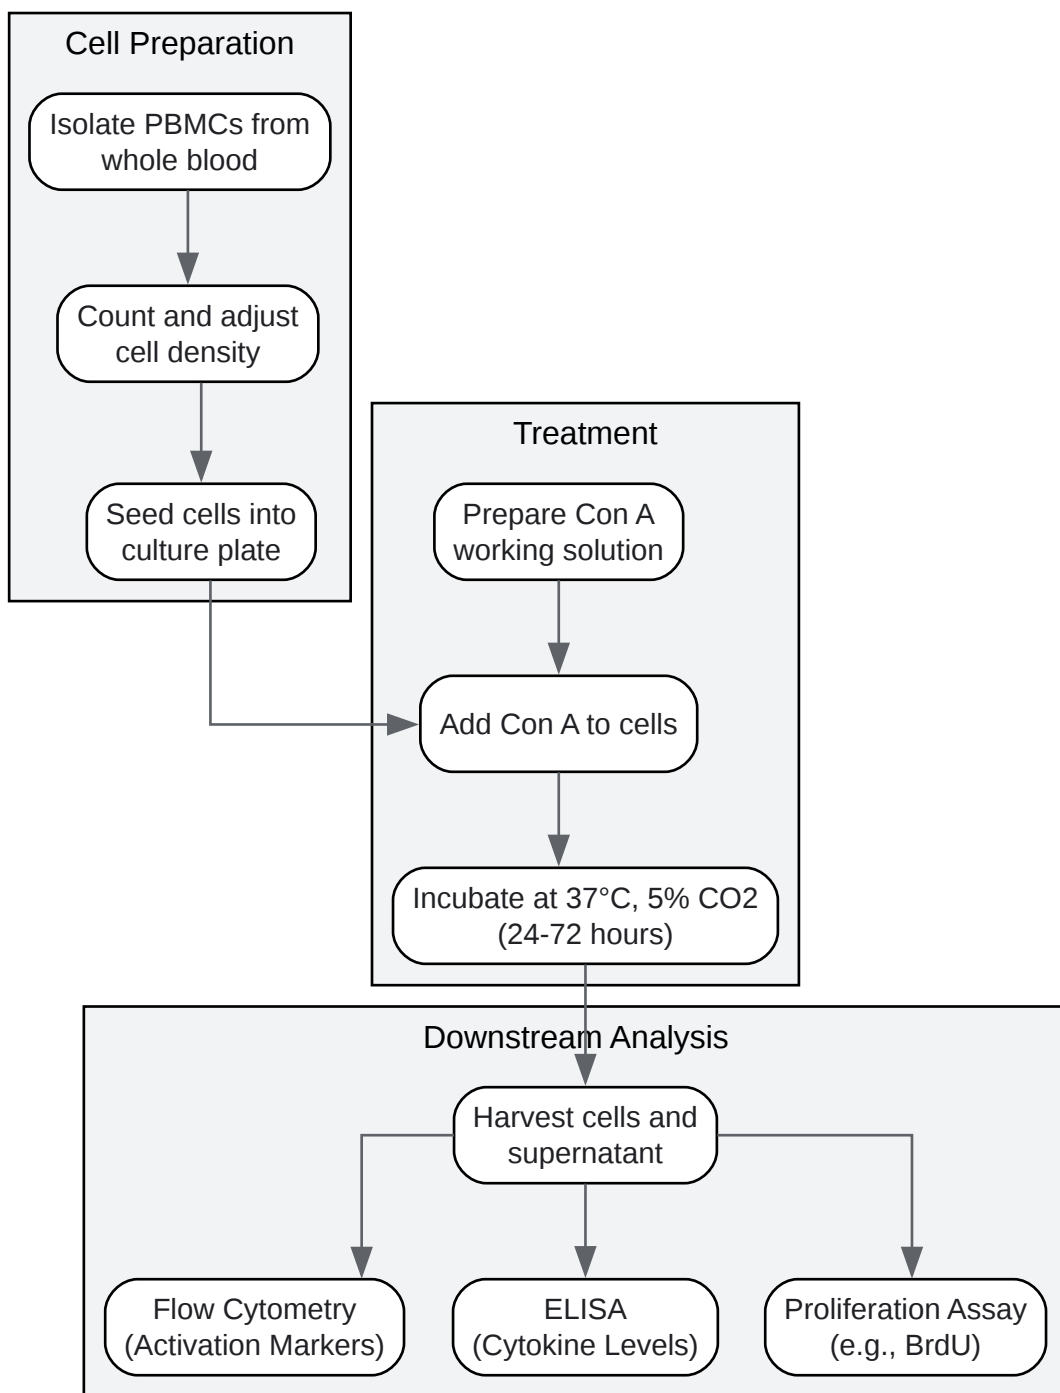 Cell Preparation
Isolate PBMCs from
whole blood
Count and adjust
cell density
Seed cells into
culture plate
Treatment
Prepare Con A
working solution
Add Con A to cells
Incubate at 37°C, 5% CO2
(24-72 hours)
Downstream Analysis
Harvest cells and
supernatant
Flow Cytometry
(Activation Markers)
ELISA
(Cytokine Levels)
Proliferation Assay
(e.g., BrdU)